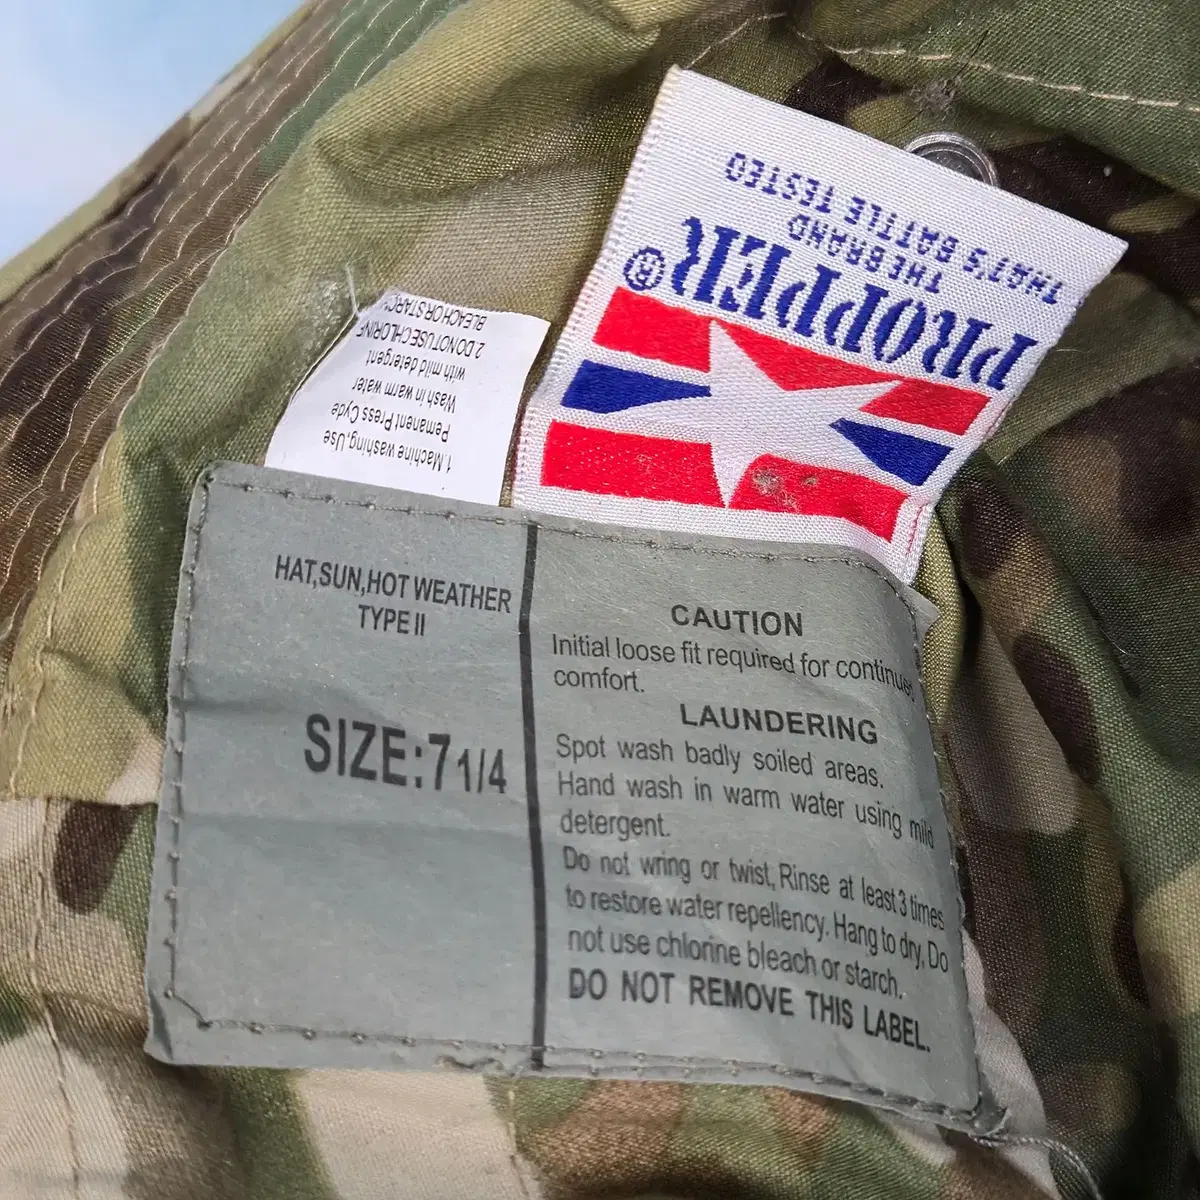 PROPPER®
THE BRAND
THAT'S BATTLE TESTED
1.Machine washing.Use
Pemanent Press Cyde
Wash in warm water
with mild detergent
2.DONOTUSECHLORINE
BLEACHORSTARC
HAT,SUN,HOT WEATHER
TYPE II
SIZE:7 1/4
CAUTION
Initial loose fit required for continue
comfort.
LAUNDERING
Spot wash badly soiled areas.
Hand wash in warm water using mild
detergent.
Do not wring or twist, Rinse at least 3 times
to restore water repellency. Hang to dry, Do
not use chlorine bleach or starch.
DO NOT REMOVE THIS LABEL.